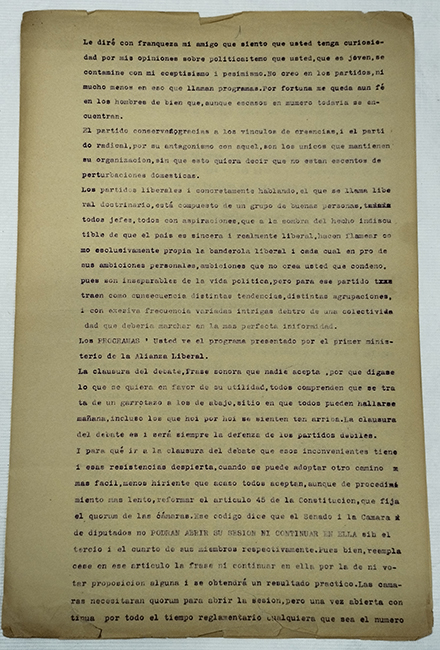 Le diré con franqueza mi amigo que siento que usted tenga curiosie-
dad por mis opiniones sobre politica:temo que usted,que es joven,se
contamine con mi sceptisismo i pesimismo.No creo en los partidos,ni
mucho menos en eso que llaman programas.Por fortuna me queda aun fé
en los hombres de bien que,aunque escasos en numero todavia se en-
cuentran.
El partido conservador,gracias a los vinculos de creencias,i el parti
do radical,por su antagonismo con aquel,son los unicos que mantienen
su organizacion,sin que esto quiera decir que no estan escentos de
perturbaciones domesticas.
Los partidos liberales i concretamente hablando,el que se llama libe
ral doctrinario,está compuesto de un grupo de buenas personas,
todos jefes,todos con aspiraciones,que a la sombra del hecho indiscu
tible de que el pais es sincera i realmente liberal,hacen flamear co
mo esclusivamente propia la banderola liberal i cada cual en pro de
sus ambiciones personales,ambiciones que no crea usted que condeno,
pues son inseparables de la vida politica,pero para ese partido txxx
traen como cunsecuencia distintas tendencias,distintas agrupaciones,
i con exesiva frecuencia variadas intrigas dentro de una colectivida
dad que deberia marchar en la mas perfecta iniformidad.
Los PROGRAMAS ' Usted ve el programa presentado por el primer minis-
terio de la Alianza Liberal.
La clausura del debate,frase sonora que nadie acepta ,por que digase
lo que se quiera en favor de su utilidad,todos comprenden que se tra
ta de un garrotazo a los de abajo,sitio en que todos pueden hallarse
mañana,incluso los que hoi por hoi se sienten tan arriba.La clausura
del debate es i será siempre la defenza de los partidos debiles.
I para qué ir a la clausura del debate que esos inconvenientes tiene
i esas resistencias despierta,cuando se puede adoptar otro camino x
mas facil,menos hiriente que acaso todos aceptan,aunque de procedimi
miento mas lento,reformar el articulo 45 de la Constitucion,que fija
el quorum de las Cámaras.Ese codigo dice que el Senado i la Camara
de diputados no PODRAN ABRIR SU SESION NI CONTINUAR EN ELLA sib el
tercio i el cuarto de sus miembros respectivamente.Pues bien,reempla
cese en ese articulo la frase ni continuar en ella por la de ni vo-
tar proposicion alguna i se obtendrá un resultado practico.Las cama-
ras necesitaran quorum para abrir la sesion,pero una vez abierta con
tinua por todo el tiempo reglamentario cualquiera que sea el numero